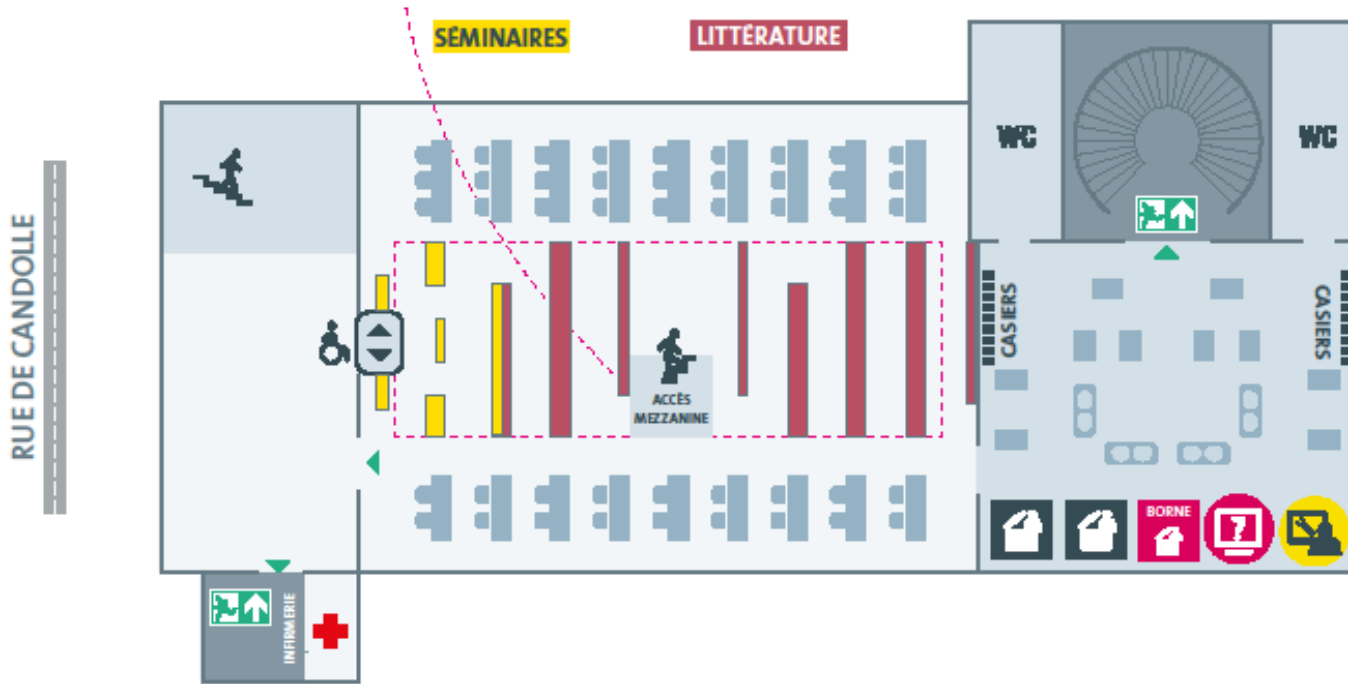 SÉMINAIRES
LITTÉRATURE
WC
WC
RUE DE CANDOLLE
CASIERS
CASIERS
ACCÈS
MEZZANINE
BORNE
INFIRMERIE